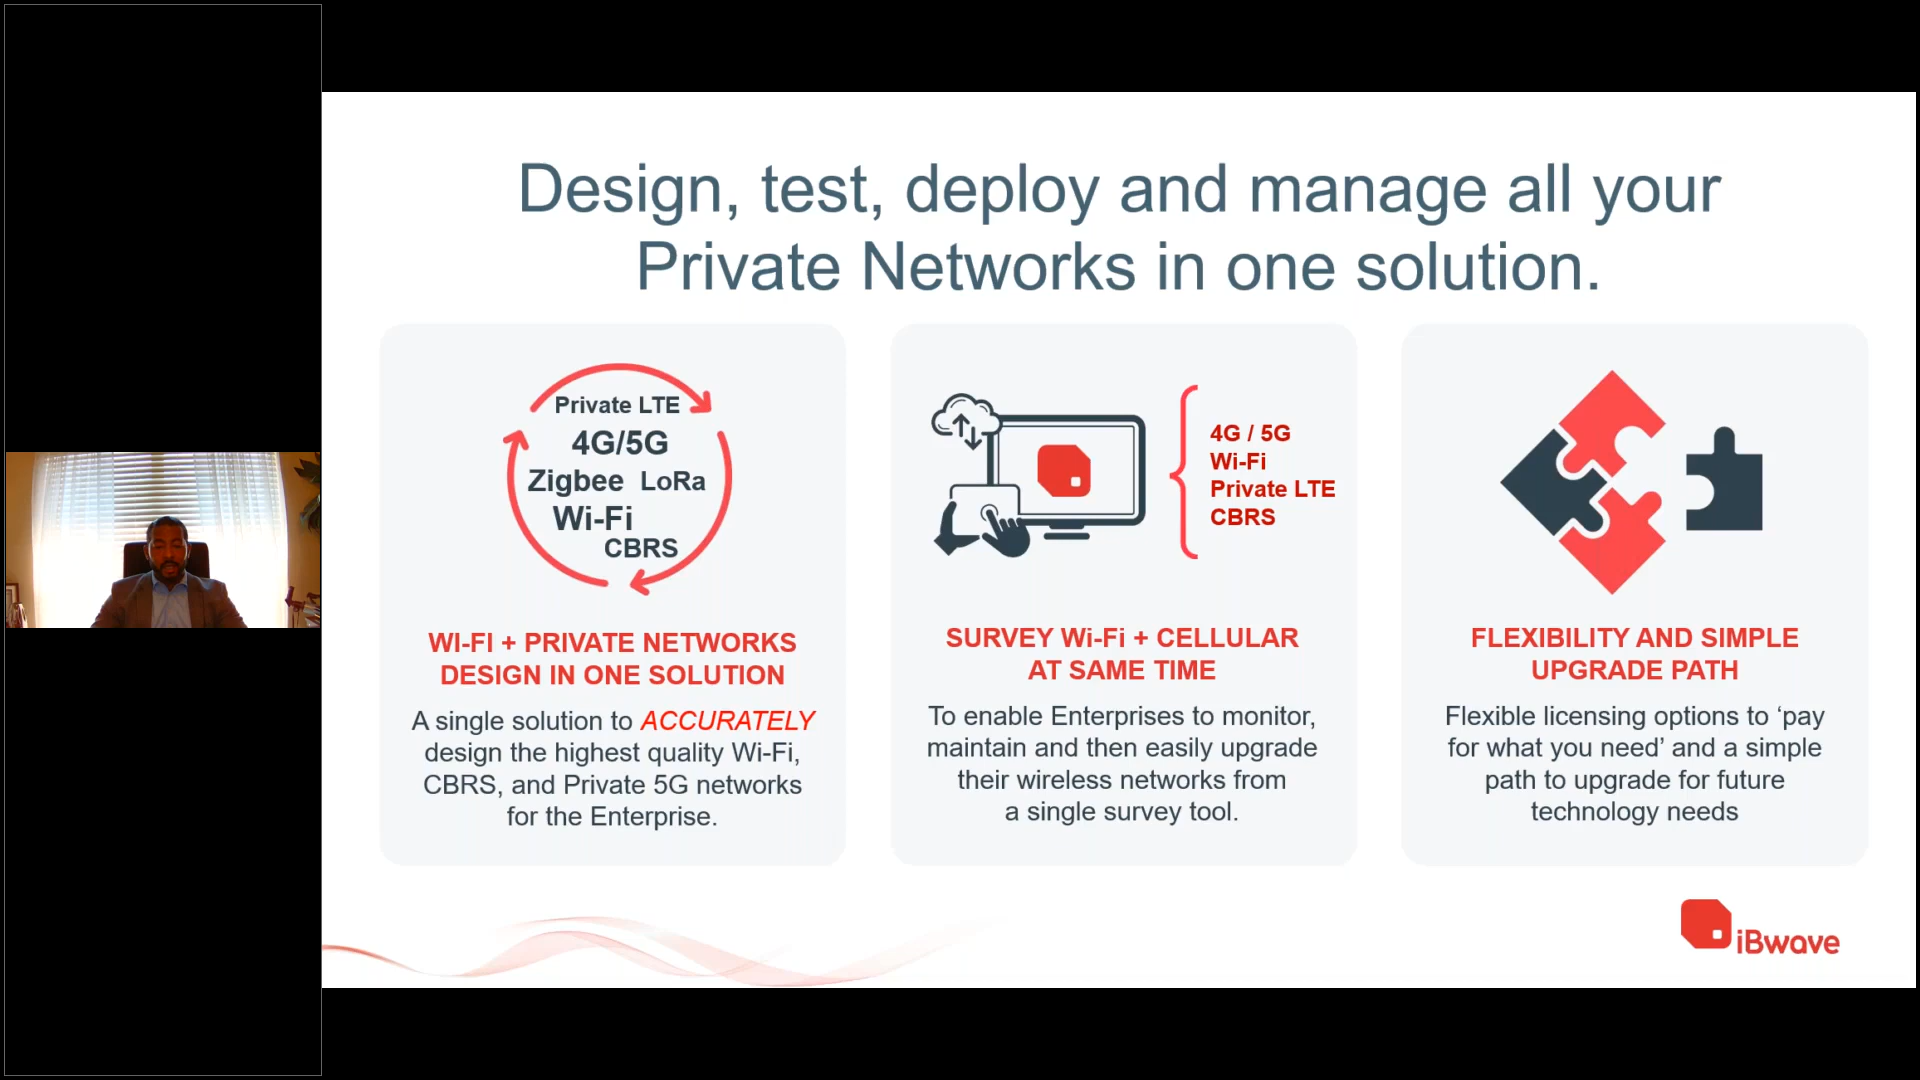 Design, test, deploy and manage all your
Private Networks in one solution.
Private LTE
4G/5G
Zigbee LoRa
Wi-Fi
CBRS
WI-FI + PRIVATE NETWORKS
DESIGN IN ONE SOLUTION
A single solution to ACCURATELY
design the highest quality Wi-Fi,
CBRS, and Private 5G networks
for the Enterprise.
4G / 5G
Wi-Fi
Private LTE
CBRS
SURVEY Wi-Fi + CELLULAR
AT SAME TIME
To enable Enterprises to monitor,
maintain and then easily upgrade
their wireless networks from
a single survey tool.
FLEXIBILITY AND SIMPLE
UPGRADE PATH
Flexible licensing options to ‘pay
for what you need’ and a simple
path to upgrade for future
technology needs
iBwave